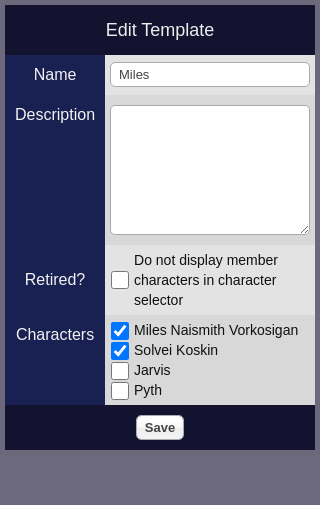 Edit Template
Name
Miles
Description
Retired?
Do not display member
characters in character
selector
Characters
Miles Naismith Vorkosigan
Solvei Koskin
Jarvis
Pyth
Save